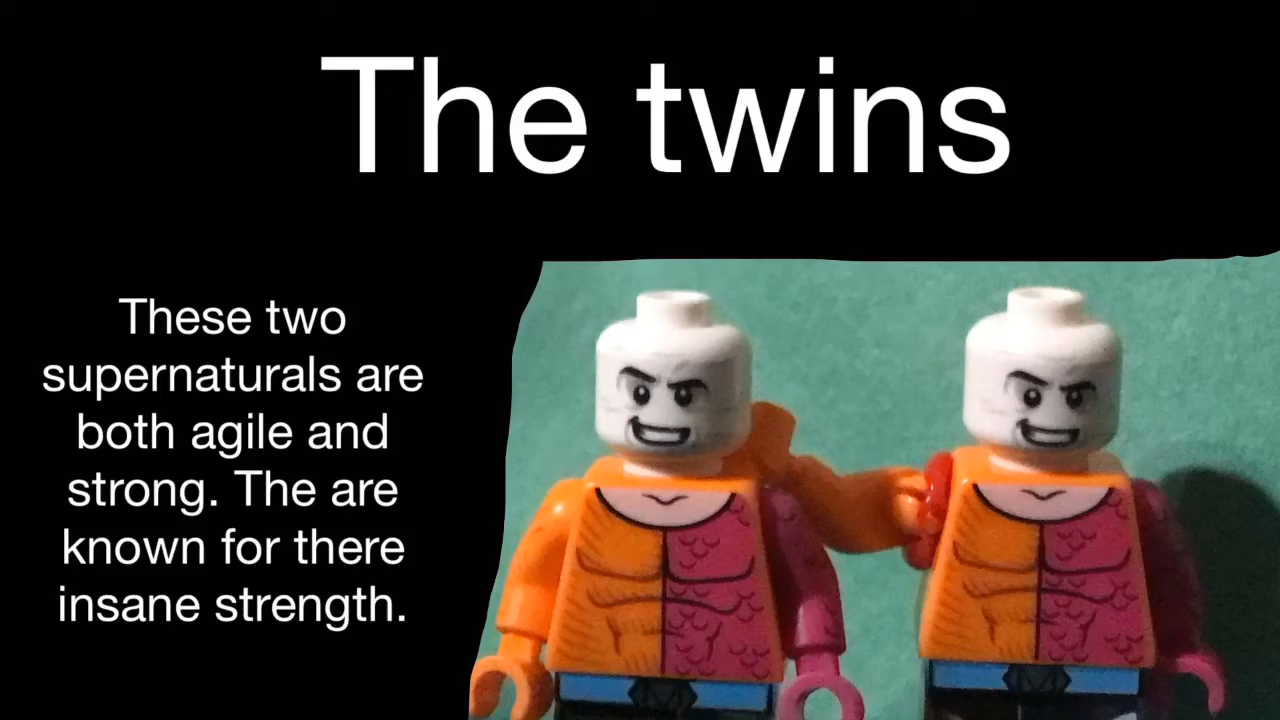 The twins
These two
supernaturals are
both agile and
strong. The are
known for there
insane strength.